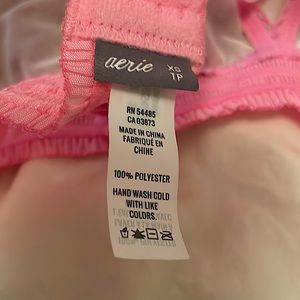 aerie
XS
TP
RN 54485
CA 03873
MADE IN CHINA
FABRIQUÉ EN
CHINE
100% POLYESTER
HAND WASH COLD
WITH LIKE
COLORS.